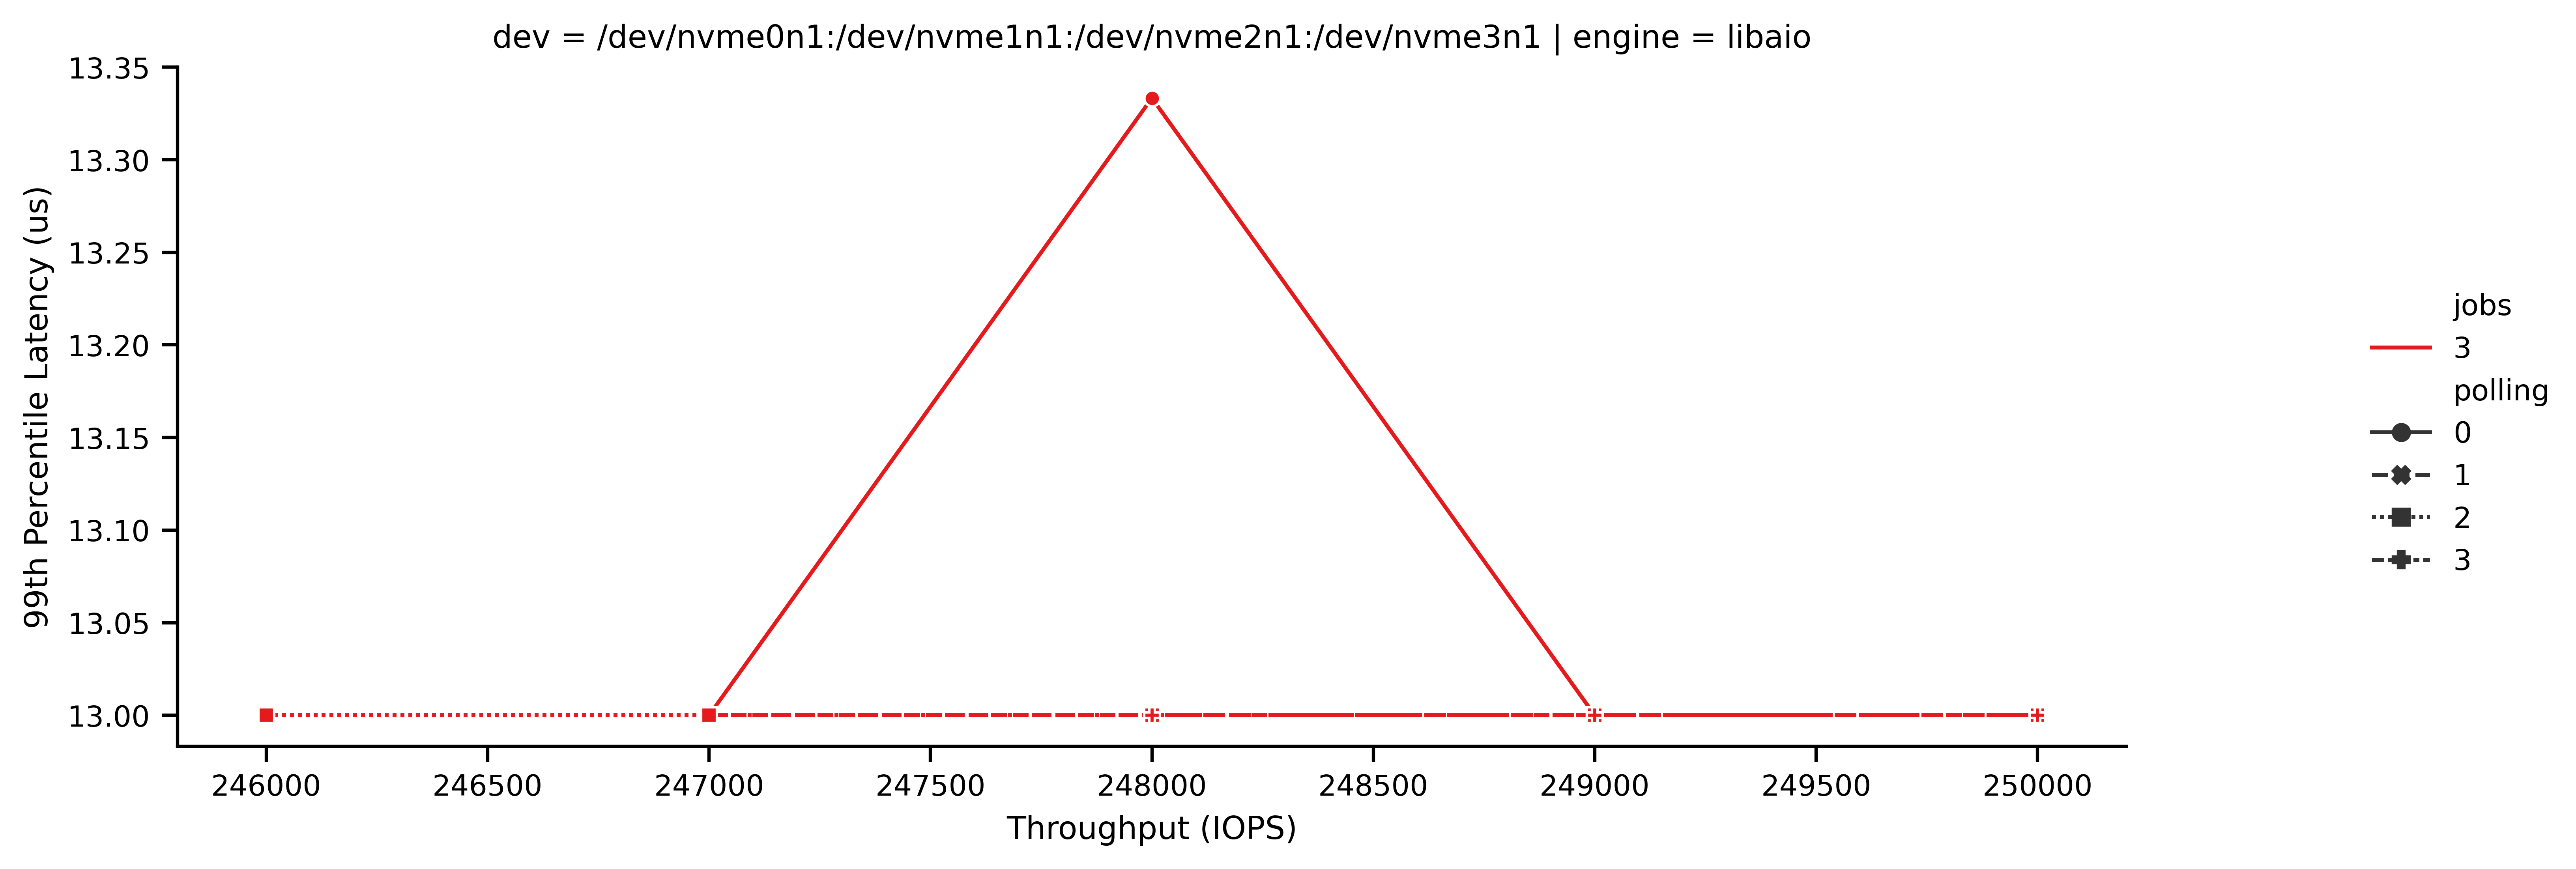 dev = /dev/nvme0n1:/dev/nvme1n1:/dev/nvme2n1:/dev/nvme3n1 | engine = libaio
99th Percentile Latency (us)
13.35
13.30
13.25
13.20
13.15
13.10
13.05
13.00
246000 246500 247000 247500 248000 248500 249000 249500 250000
Throughput (IOPS)
jobs
3
polling
0
1
2
3